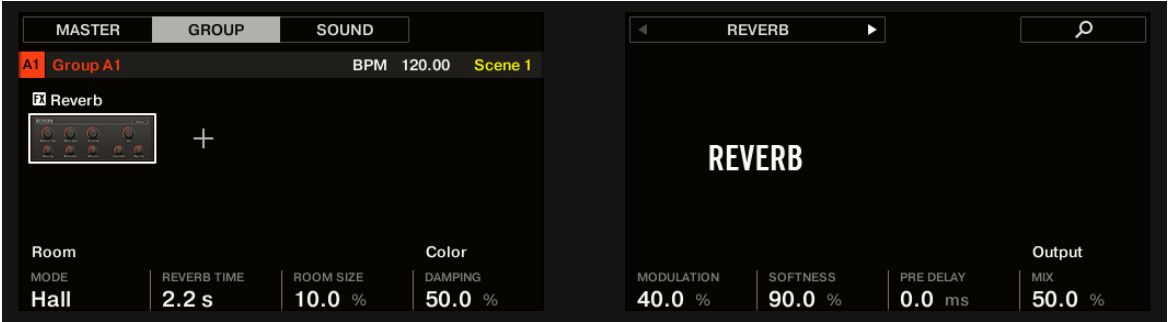 MASTER GROUP SOUND
A1 Group A1 BPM 120.00 Scene 1
FX Reverb
REVERB
Room Color
MODE REVERB TIME ROOM SIZE DAMPING
Hall 2.2 s 10.0 % 50.0 %
REVERB
REVERB
Output
MODULATION SOFTNESS PRE DELAY MIX
40.0 % 90.0 % 0.0 ms 50.0 %